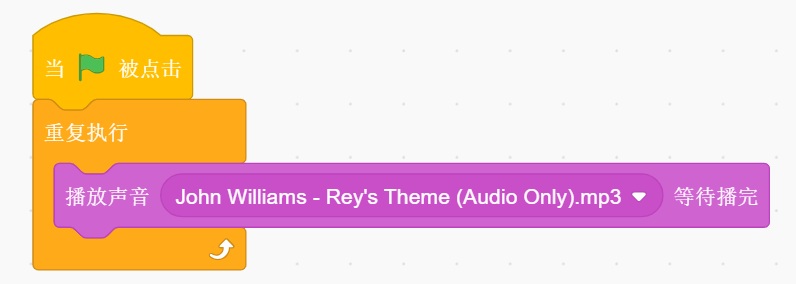 当 被点击
重复执行
播放声音 John Williams - Rey's Theme (Audio Only).mp3 等待播完